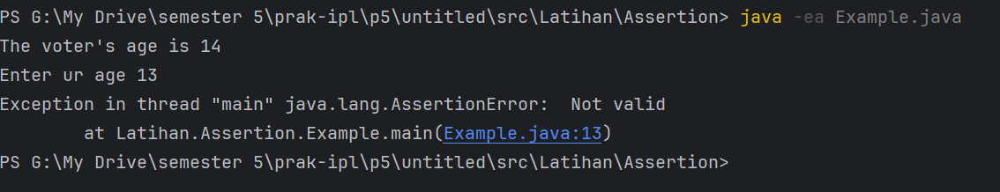 PS G:\My Drive\semester 5\prak-ipl\p5\untitled\src\Latihan\Assertion> java -ea Example.java
The voter's age is 14
Enter ur age 13
Exception in thread "main" java.lang.AssertionError:  Not valid
        at Latihan.Assertion.Example.main(Example.java:13)
PS G:\My Drive\semester 5\prak-ipl\p5\untitled\src\Latihan\Assertion>